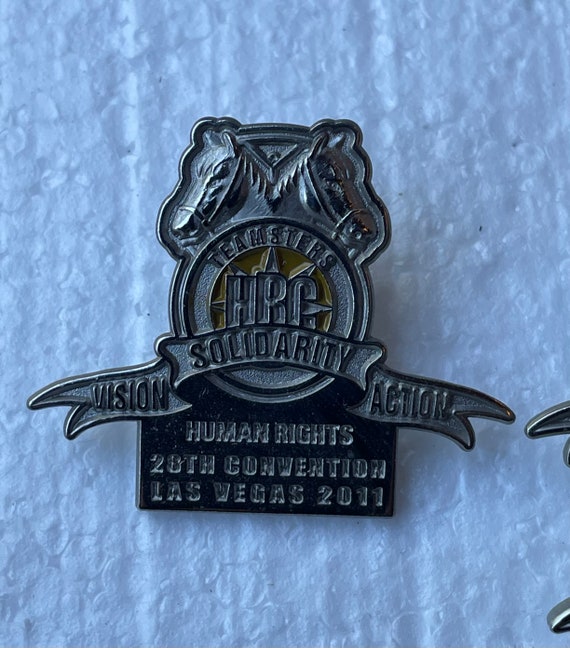 TEAMSTERS
HRC
SOLIDARITY
VISION ACTION
HUMAN RIGHTS
28TH CONVENTION
LAS VEGAS 2011